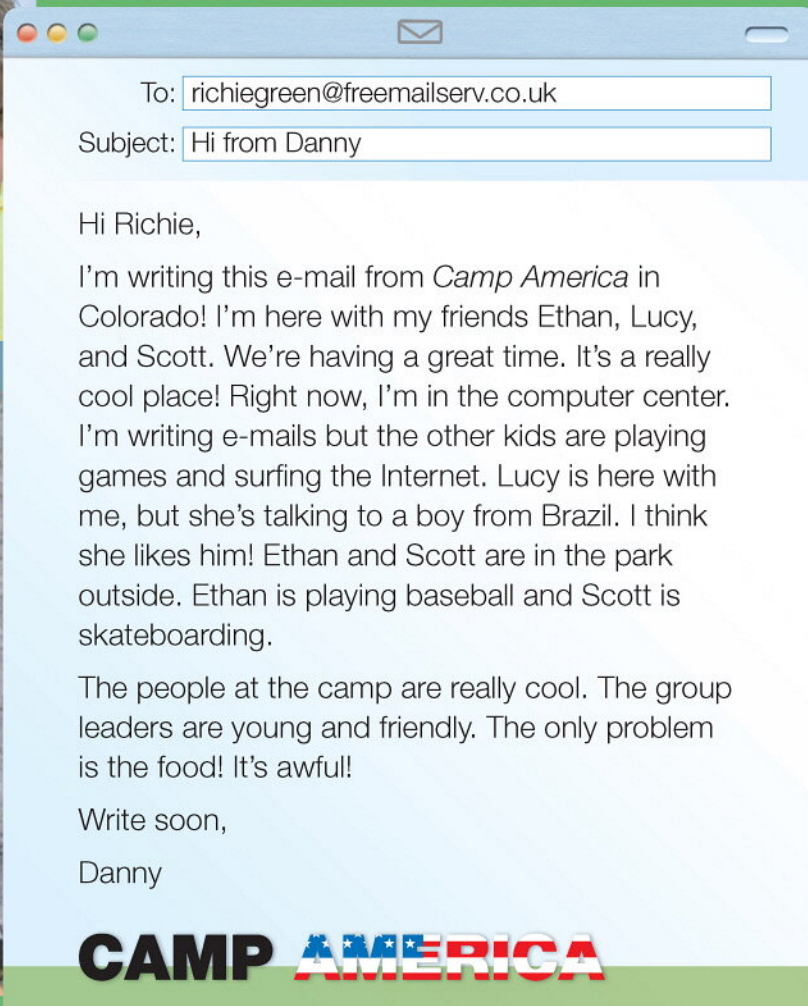 To: richiegreen@freemailserv.co.uk
Subject: Hi from Danny
Hi Richie,
I'm writing this e-mail from Camp America in
Colorado! I'm here with my friends Ethan, Lucy,
and Scott. We're having a great time. It's a really
cool place! Right now, I'm in the computer center.
I'm writing e-mails but the other kids are playing
games and surfing the Internet. Lucy is here with
me, but she's talking to a boy from Brazil. I think
she likes him! Ethan and Scott are in the park
outside. Ethan is playing baseball and Scott is
skateboarding.
The people at the camp are really cool. The group
leaders are young and friendly. The only problem
is the food! It's awful!
Write soon,
Danny
CAMP AMERICA